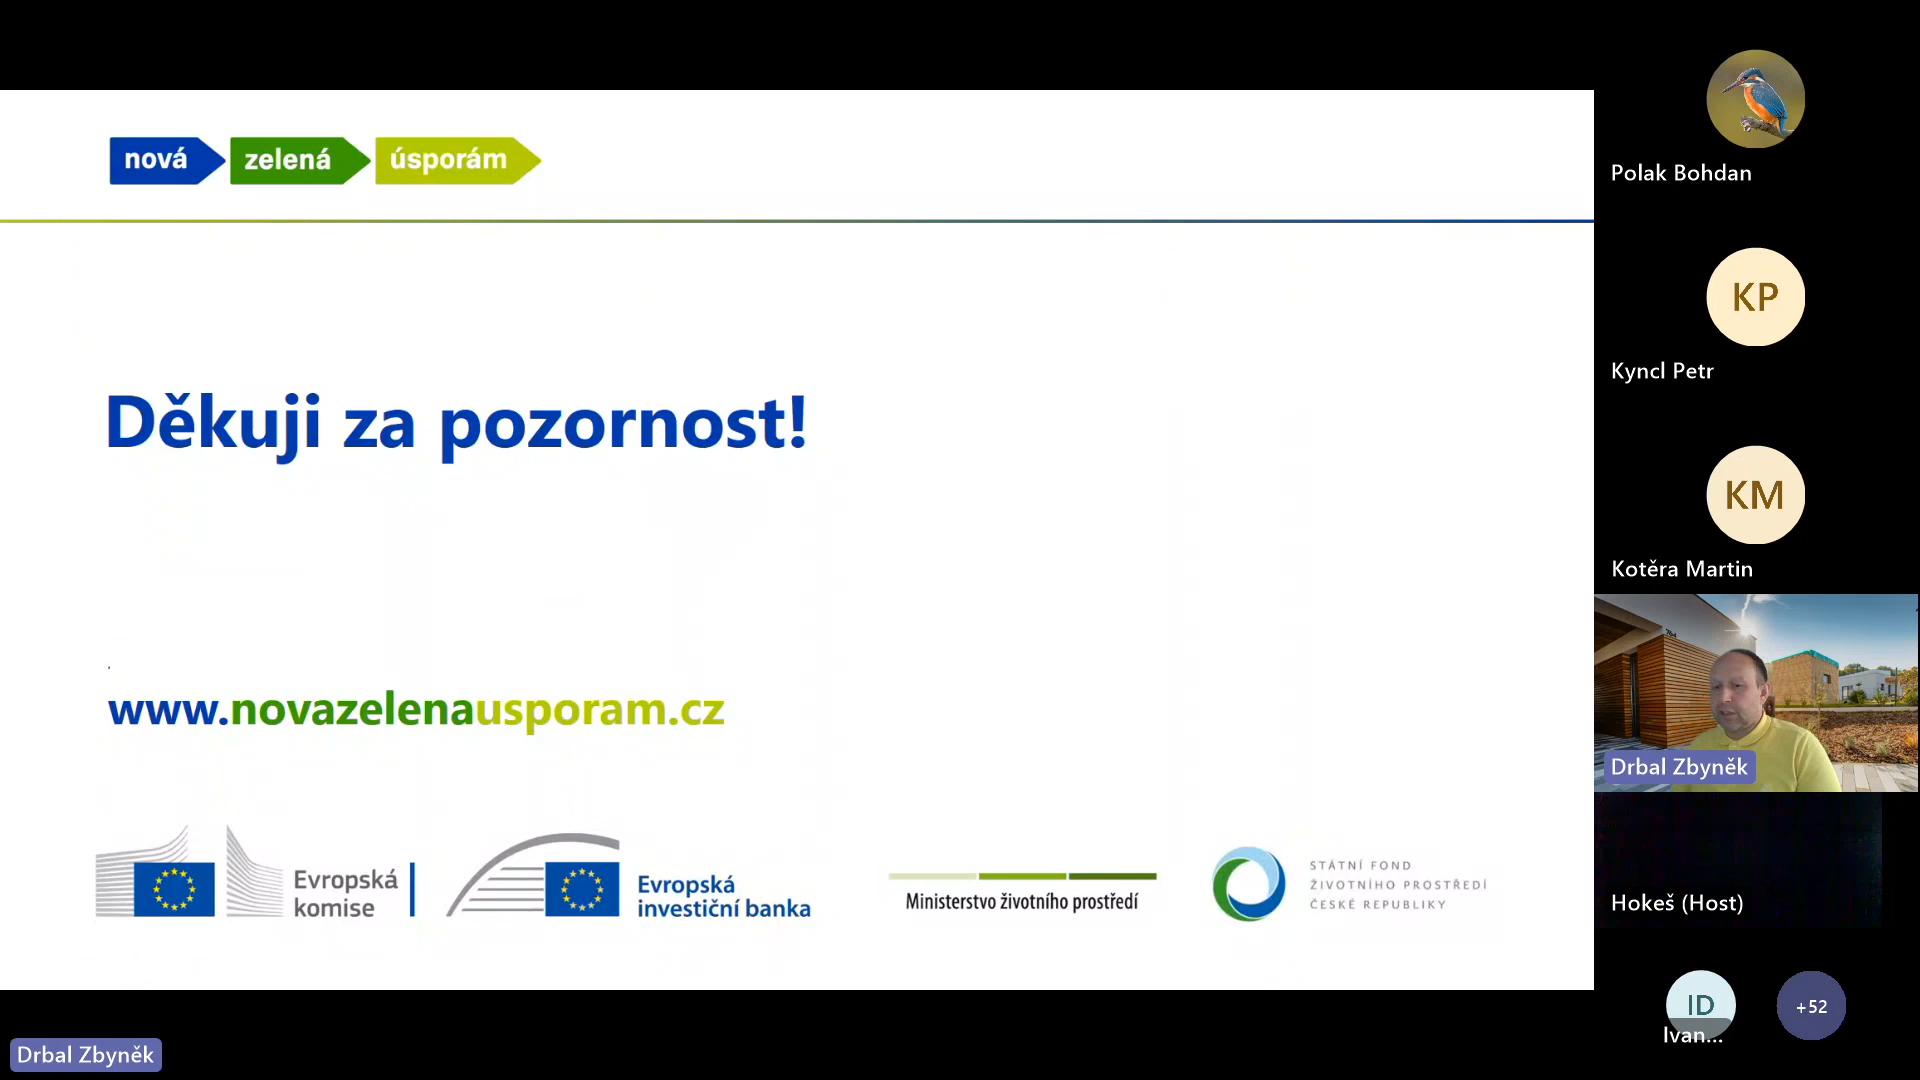 nová zelená úsporám
Děkuji za pozornost!
www.novazelenausporam.cz
Evropská
komise
Evropská
investiční banka
Ministerstvo životního prostředí
STÁTNÍ FOND
ŽIVOTNÍHO PROSTŘEDÍ
ČESKÉ REPUBLIKY
Polak Bohdan
KP
Kyncl Petr
KM
Kotěra Martin
Drbal Zbyněk
Hokeš (Host)
ID
Ivan...
+52
Drbal Zbyněk